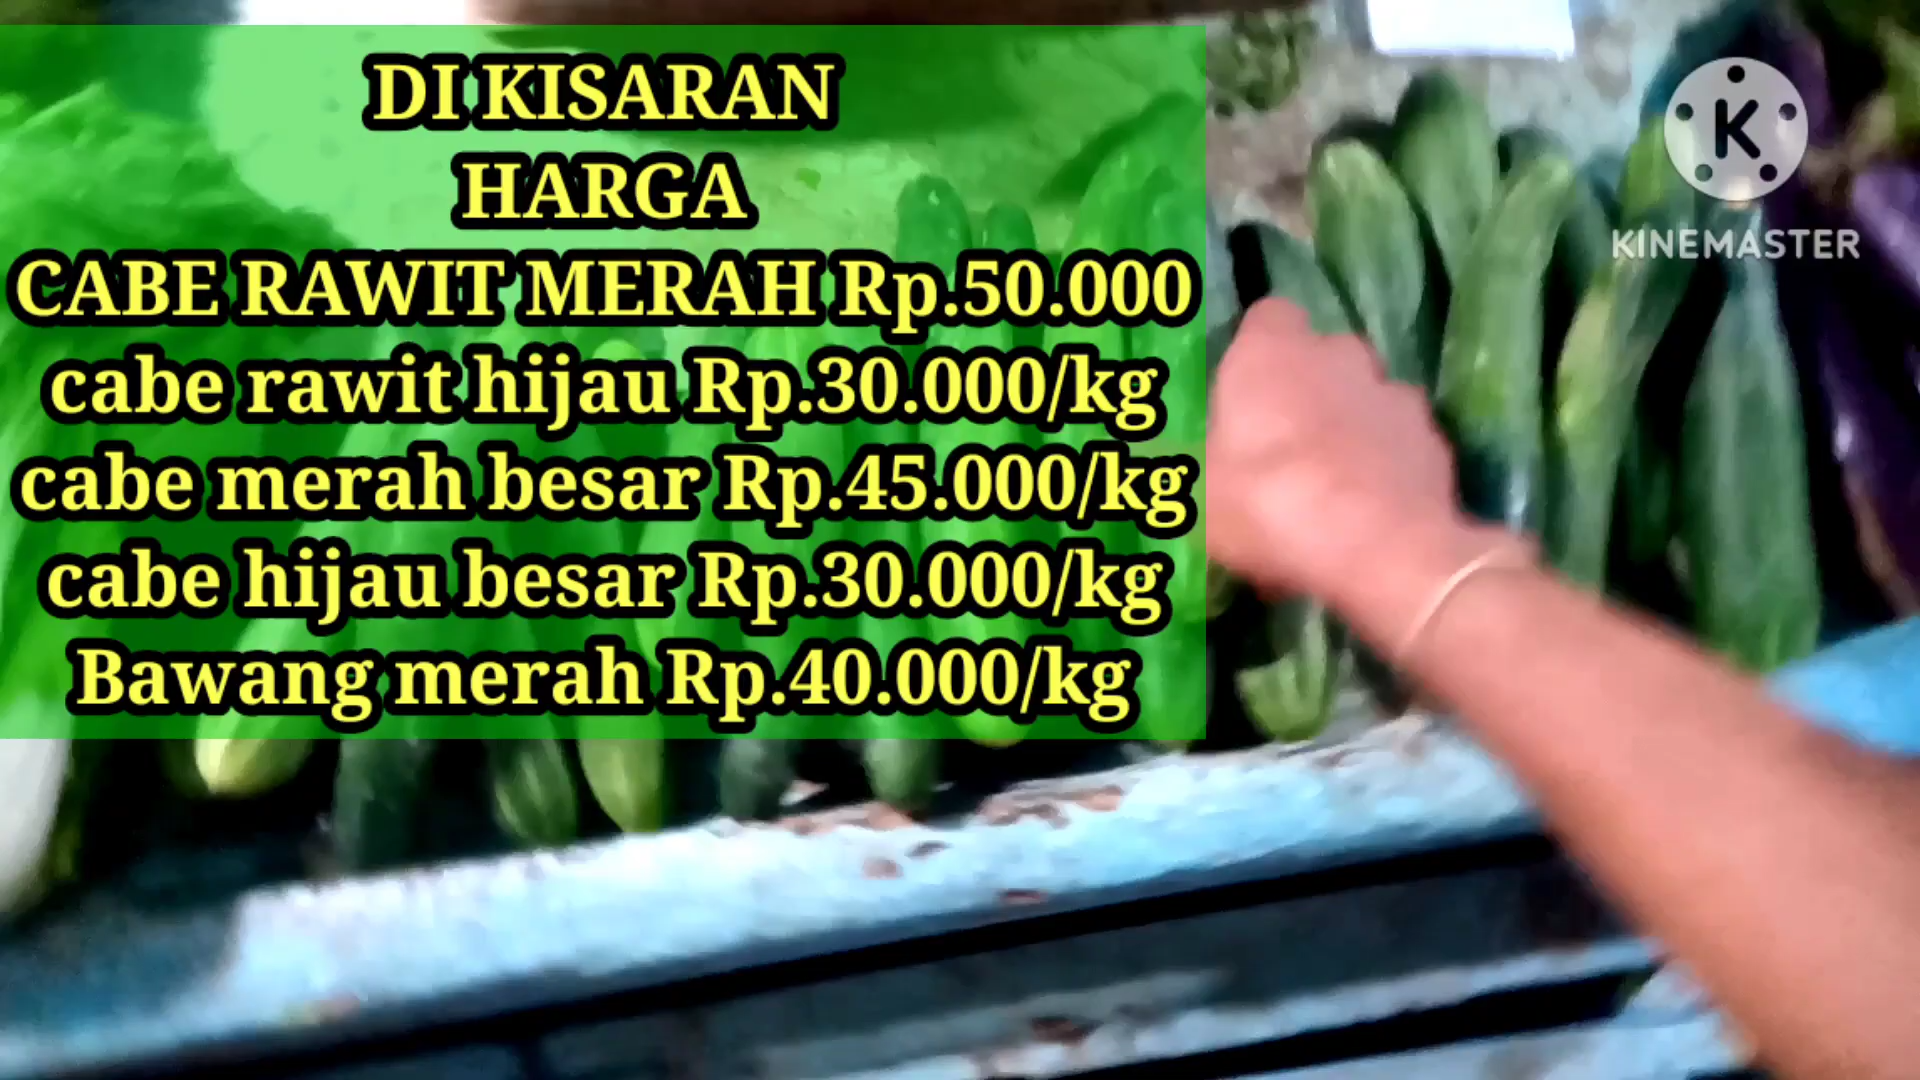 DI KISARAN
HARGA
CABE RAWIT MERAH Rp.50.000
cabe rawit hijau Rp.30.000/kg
cabe merah besar Rp.45.000/kg
cabe hijau besar Rp.30.000/kg
Bawang merah Rp.40.000/kg
K
KINEMASTER